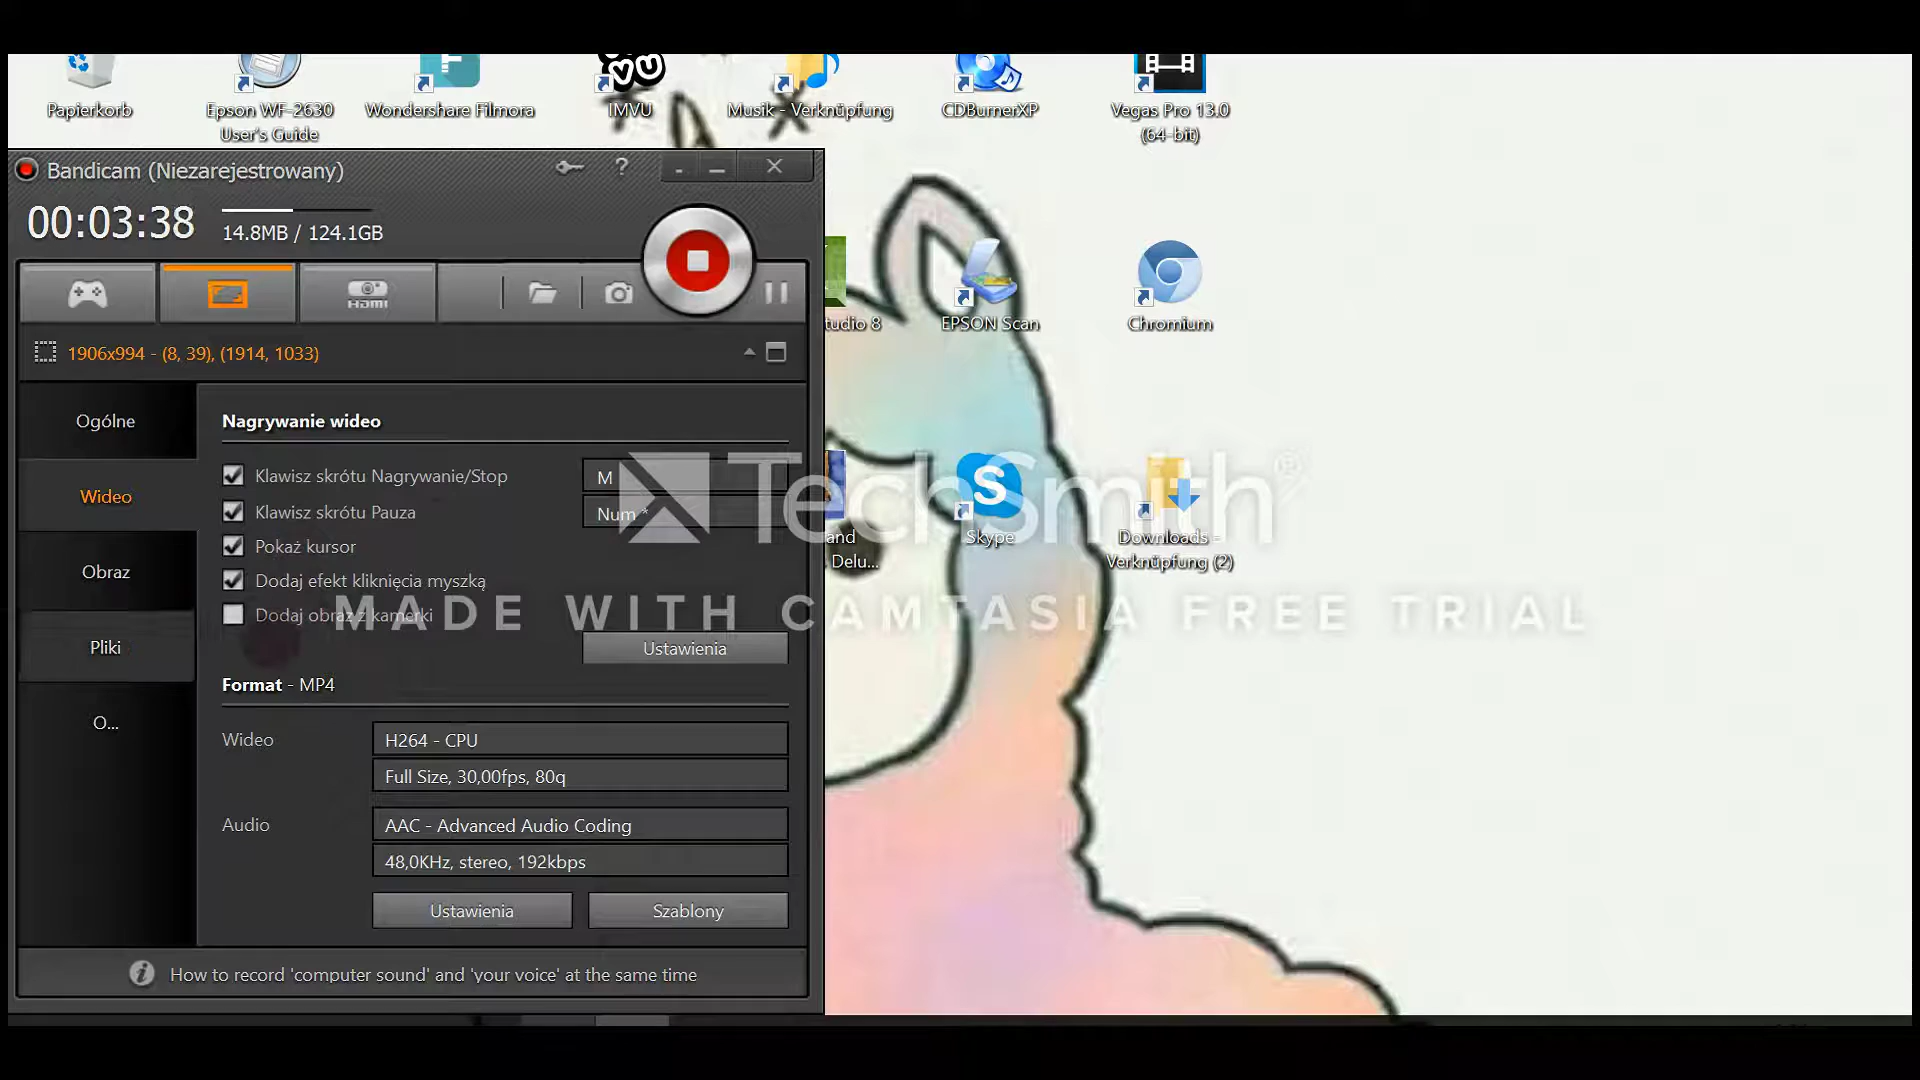 Papierkorb
Epson WF-2630
User's Guide
Wondershare Filmora
IMVU
Musik - Verknüpfung
CDBurnerXP
Vegas Pro 13.0
(64-bit)
Bandicam (Niezarejestrowany)
?
00:03:38
14.8MB / 124.1GB
HDMI
1906x994 - (8, 39), (1914, 1033)
tudio 8
EPSON Scan
Chromium
Ogólne
Wideo
Obraz
Pliki
O...
Nagrywanie wideo
Klawisz skrótu Nagrywanie/Stop
M
Klawisz skrótu Pauza
Num *
Pokaż kursor
Dodaj efekt kliknięcia myszką
Dodaj obraz z kamerki
Ustawienia
and
Delu...
Skype
Downloads -
Verknüpfung (2)
TechSmith®
MADE WITH CAMTASIA FREE TRIAL
Format - MP4
Wideo
H264 - CPU
Full Size, 30,00fps, 80q
Audio
AAC - Advanced Audio Coding
48,0KHz, stereo, 192kbps
Ustawienia
Szablony
How to record 'computer sound' and 'your voice' at the same time